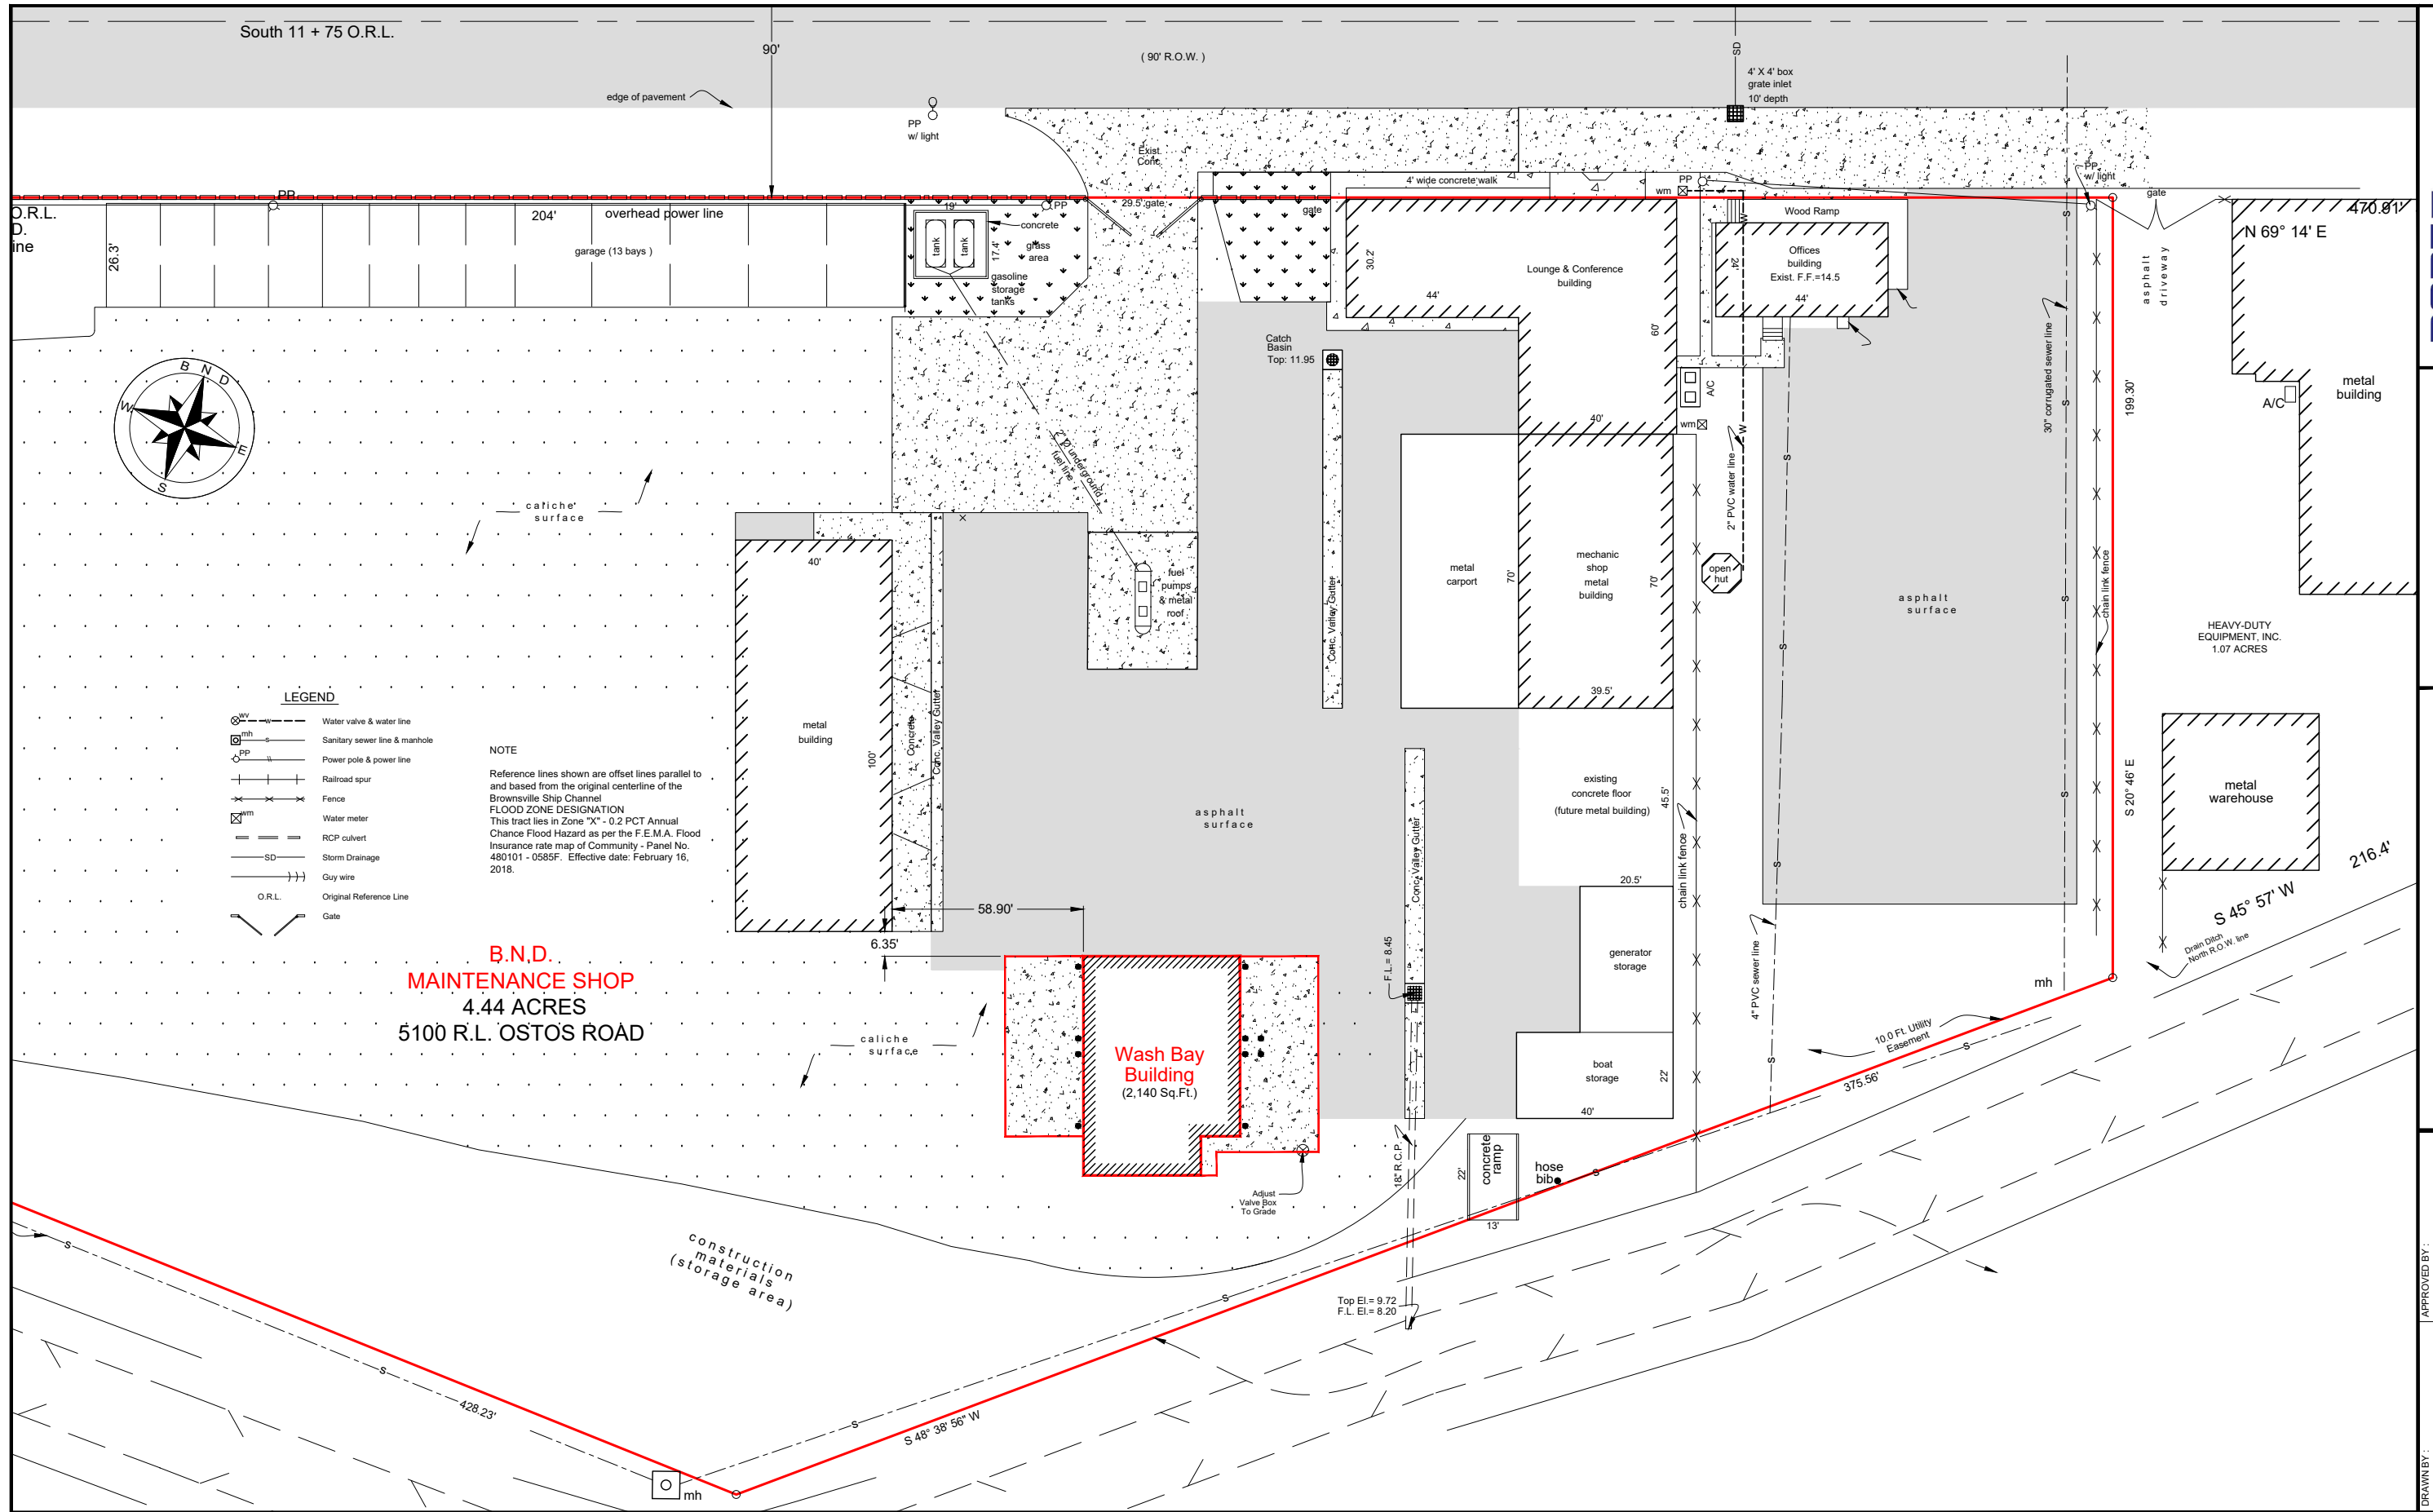 South 11 + 75 O.R.L.
90'
( 90' R.O.W. )
SD
4' X 4' box
grate inlet
10' depth
edge of pavement
PP
w/ light
Exist.
Conc.
PP
w/ light
gate
PP
O.R.L.
D.
ine
204'
overhead power line
26.3'
garage (13 bays )
19'
PP
concrete
tank
tank
17.4'
grass
area
gasoline
storage
tanks
29.5' gate
gate
4' wide concrete walk
wm
PP
W
Wood Ramp
30.2'
Lounge & Conference
building
44'
60'
40'
24'
Offices
building
Exist. F.F.=14.5
44'
S
asphalt
driveway
470.91'
N 69° 14' E
metal
building
A/C
B N D
W
N
E
S
Catch
Basin
Top: 11.95
A/C
wm
W
2" PVC water line
30" corrugated sewer line
S
199.30'
2" Ø underground
fuel line
caliche
surface
40'
metal
building
100'
Concrete
Conc. Valley Gutter
fuel
pumps
& metal
roof
Conc. Valley Gutter
metal
carport
70'
mechanic
shop
metal
building
70'
39.5'
open
hut
S
asphalt
surface
S
chain link fence
HEAVY-DUTY
EQUIPMENT, INC.
1.07 ACRES
LEGEND
wv
w
Water valve & water line
mh
s
Sanitary sewer line & manhole
PP
Power pole & power line
Railroad spur
Fence
wm
Water meter
RCP culvert
SD
Storm Drainage
Guy wire
O.R.L.
Original Reference Line
Gate
NOTE
Reference lines shown are offset lines parallel to
and based from the original centerline of the
Brownsville Ship Channel
FLOOD ZONE DESIGNATION
This tract lies in Zone "X" - 0.2 PCT Annual
Chance Flood Hazard as per the F.E.M.A. Flood
Insurance rate map of Community - Panel No.
480101 - 0585F. Effective date: February 16,
2018.
asphalt
surface
existing
concrete floor
(future metal building)
45.5'
20.5'
chain link fence
S
S
S 20° 46' E
metal
warehouse
216.4'
S 45° 57' W
Drain Ditch
North R.O.W. line
58.90'
6.35'
Conc. Valley Gutter
F.L.= 8.45
generator
storage
4" PVC sewer line
mh
B.N.D.
MAINTENANCE SHOP
4.44 ACRES
5100 R.L. OSTOS ROAD
caliche
surface
Wash Bay
Building
(2,140 Sq.Ft.)
boat
storage
22'
40'
10.0 Ft. Utility
Easement
S
S
375.56'
Adjust
Valve Box
To Grade
18" R.C.P.
22'
concrete
ramp
13'
hose
bib
S
construction
materials
(storage area)
S
S
Top El.= 9.72
F.L. El.= 8.20
S
428.23'
S
S 48° 38' 56" W
mh
APPROVED BY :
DRAWN BY :